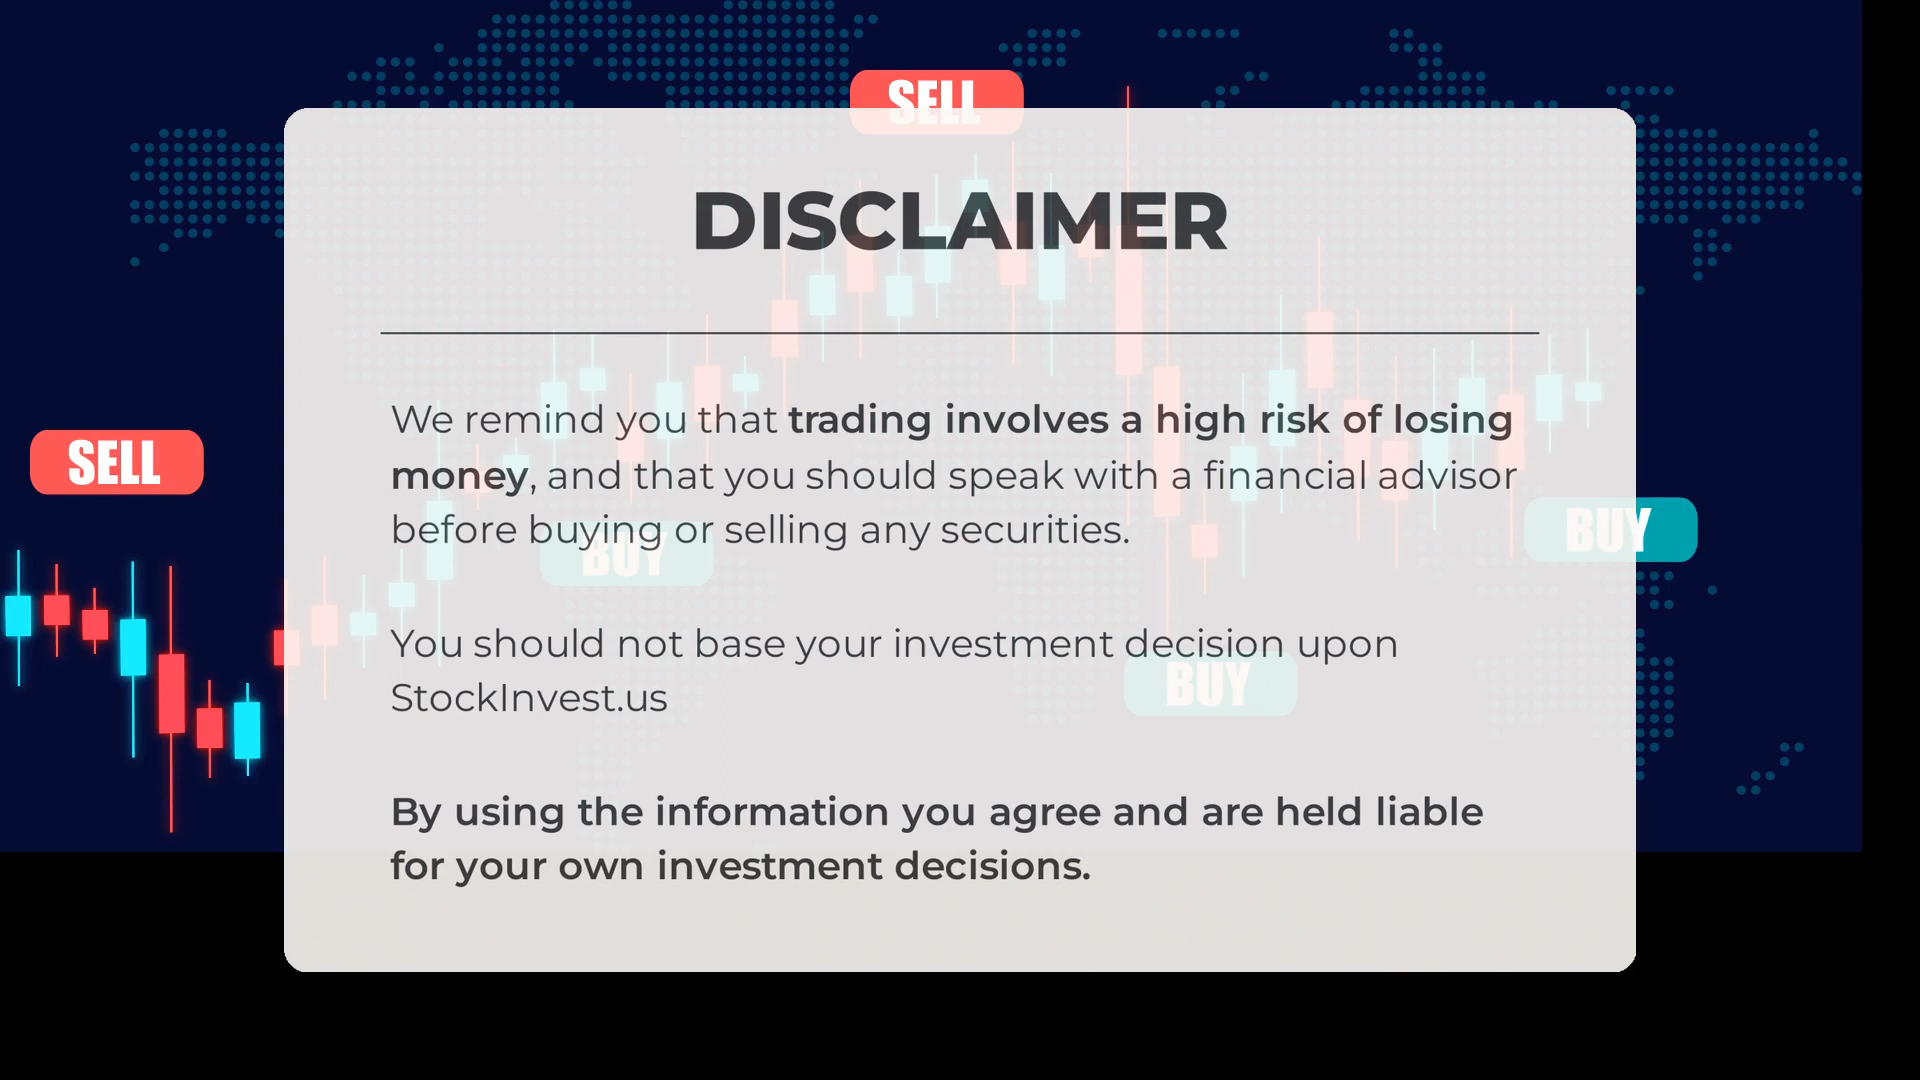 SELL
DISCLAIMER
We remind you that trading involves a high risk of losing
money, and that you should speak with a financial advisor
before buying or selling any securities.
SELL
BUY
BUY
You should not base your investment decision upon
StockInvest.us
BUY
By using the information you agree and are held liable
for your own investment decisions.